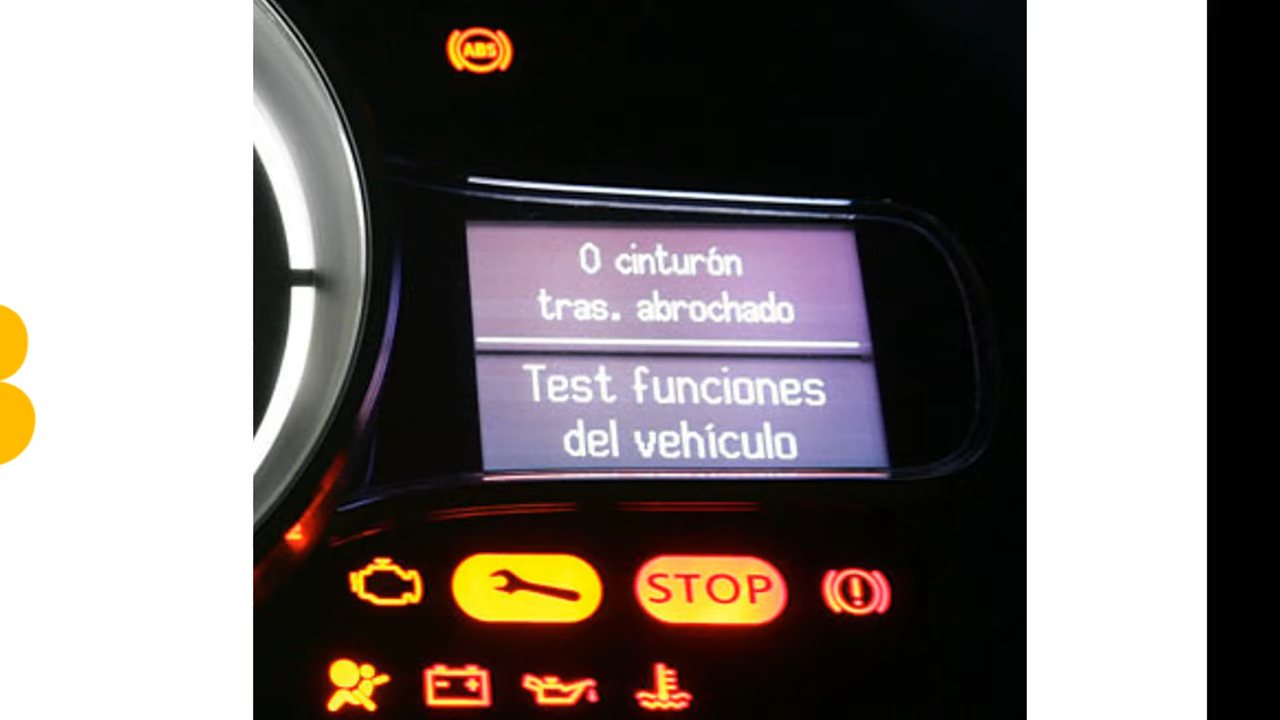 ABS
0 cinturón
tras. abrochado
Test funciones
del vehículo
STOP